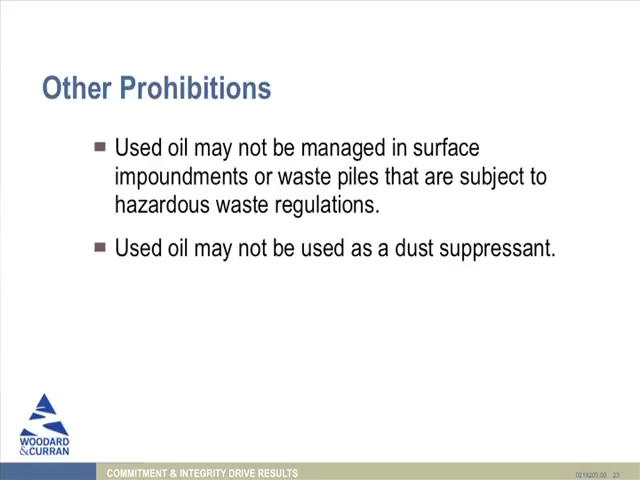 Other Prohibitions
Used oil may not be managed in surface
impoundments or waste piles that are subject to
hazardous waste regulations.
Used oil may not be used as a dust suppressant.
WOODARD
&CURRAN
COMMITMENT & INTEGRITY DRIVE RESULTS
23